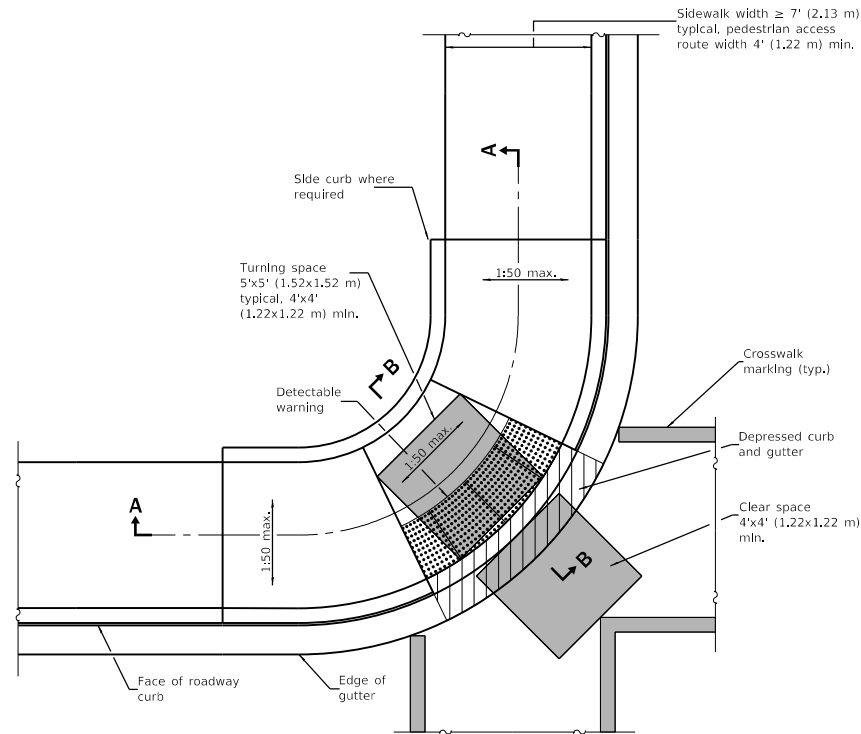 Sidewalk width ≥ 7' (2.13 m)
typical, pedestrian access
route width 4' (1.22 m) min.
A
Side curb where
required
Turning space
5'x5' (1.52x1.52 m)
typical, 4'x4'
(1.22x1.22 m) min.
1:50 max.
B
Detectable
warning
Crosswalk
marking (typ.)
1:50 max.
Depressed curb
and gutter
A
1:50 max.
Clear space
4'x4' (1.22x1.22 m)
min.
B
Face of roadway
curb
Edge of
gutter